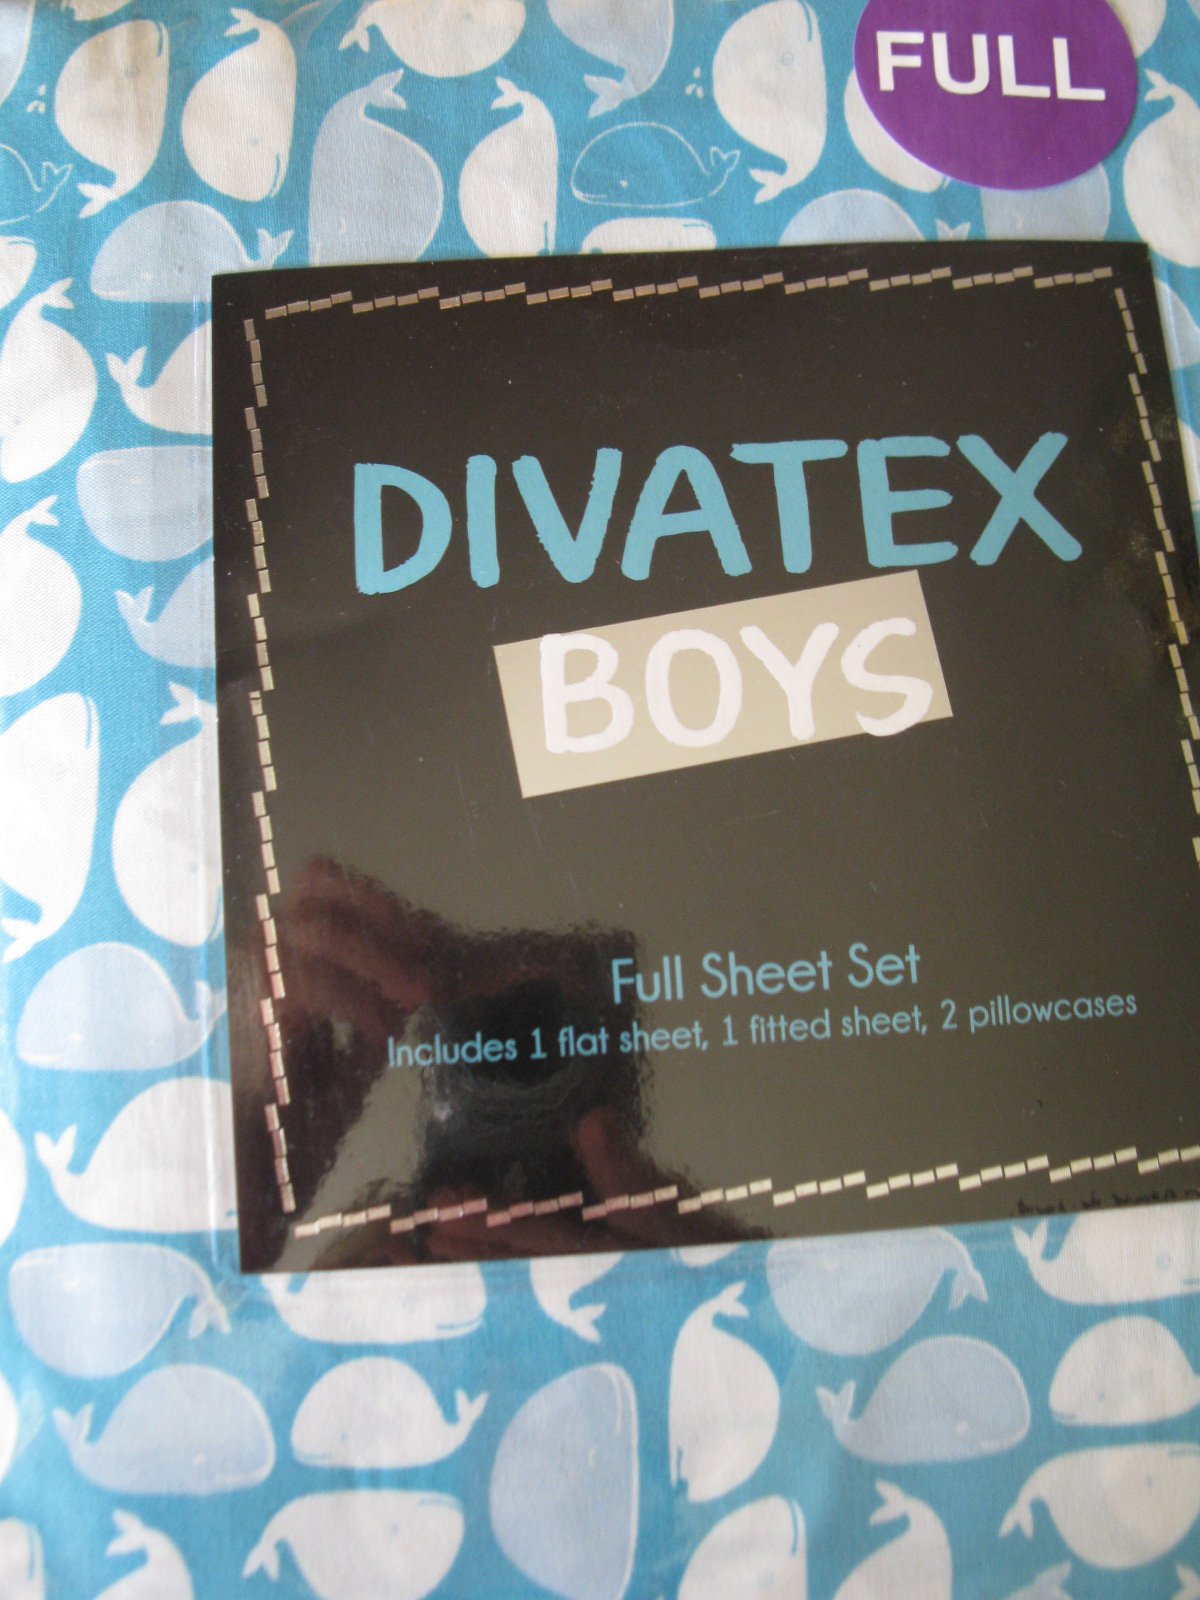 FULL
DIVATEX
BOYS
Full Sheet Set
Includes 1 flat sheet, 1 fitted sheet, 2 pillowcases